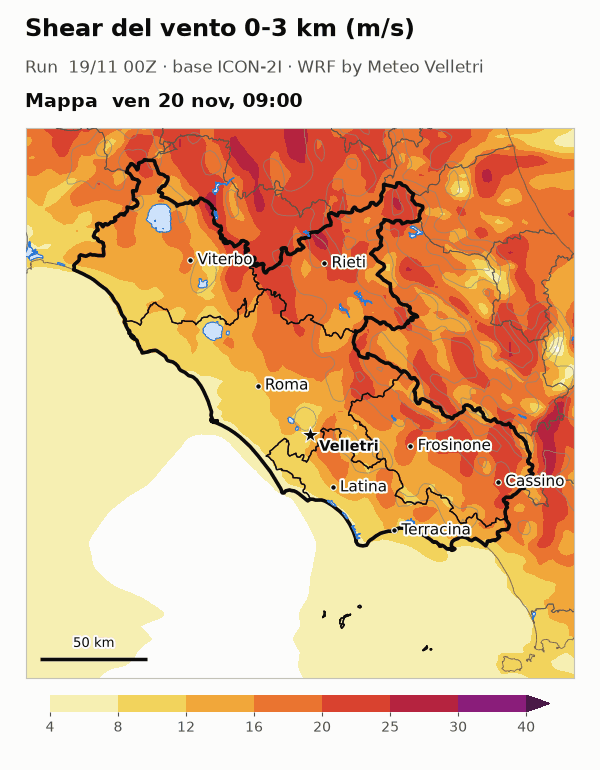 Shear del vento 0-3 km (m/s)
Run  19/11 00Z · base ICON-2I · WRF by Meteo Velletri
Mappa  ven 20 nov, 09:00
Viterbo
Rieti
Roma
Velletri
Frosinone
Cassino
Latina
Terracina
50 km
4 8 12 16 20 25 30 40